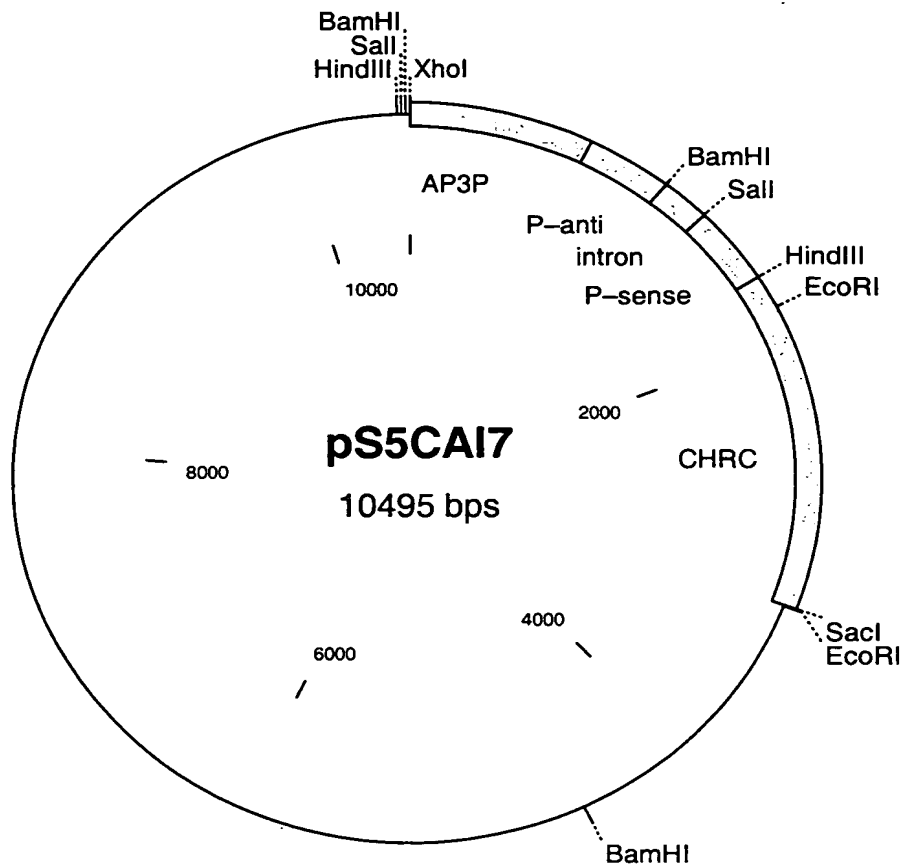 BamHI
SalI
HindIII XhoI
BamHI
SalI
AP3P
P–anti
intron
HindIII
EcoRI
10000
P–sense
2000
pS5CAI7
CHRC
8000
10495 bps
4000
SacI
EcoRI
6000
BamHI